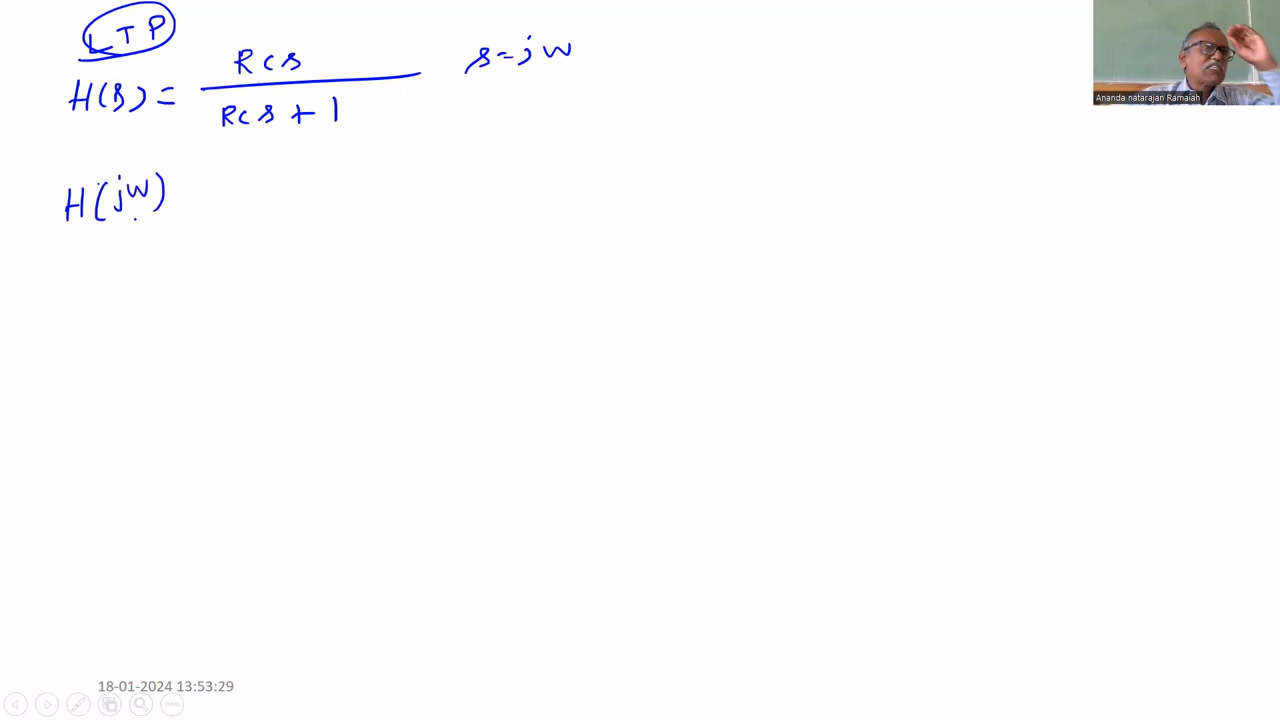 LTP
H(s) = RCs / RCs + 1 s = jw
H(jw)
Ananda natarajan Ramaiah
18-01-2024 13:53:29